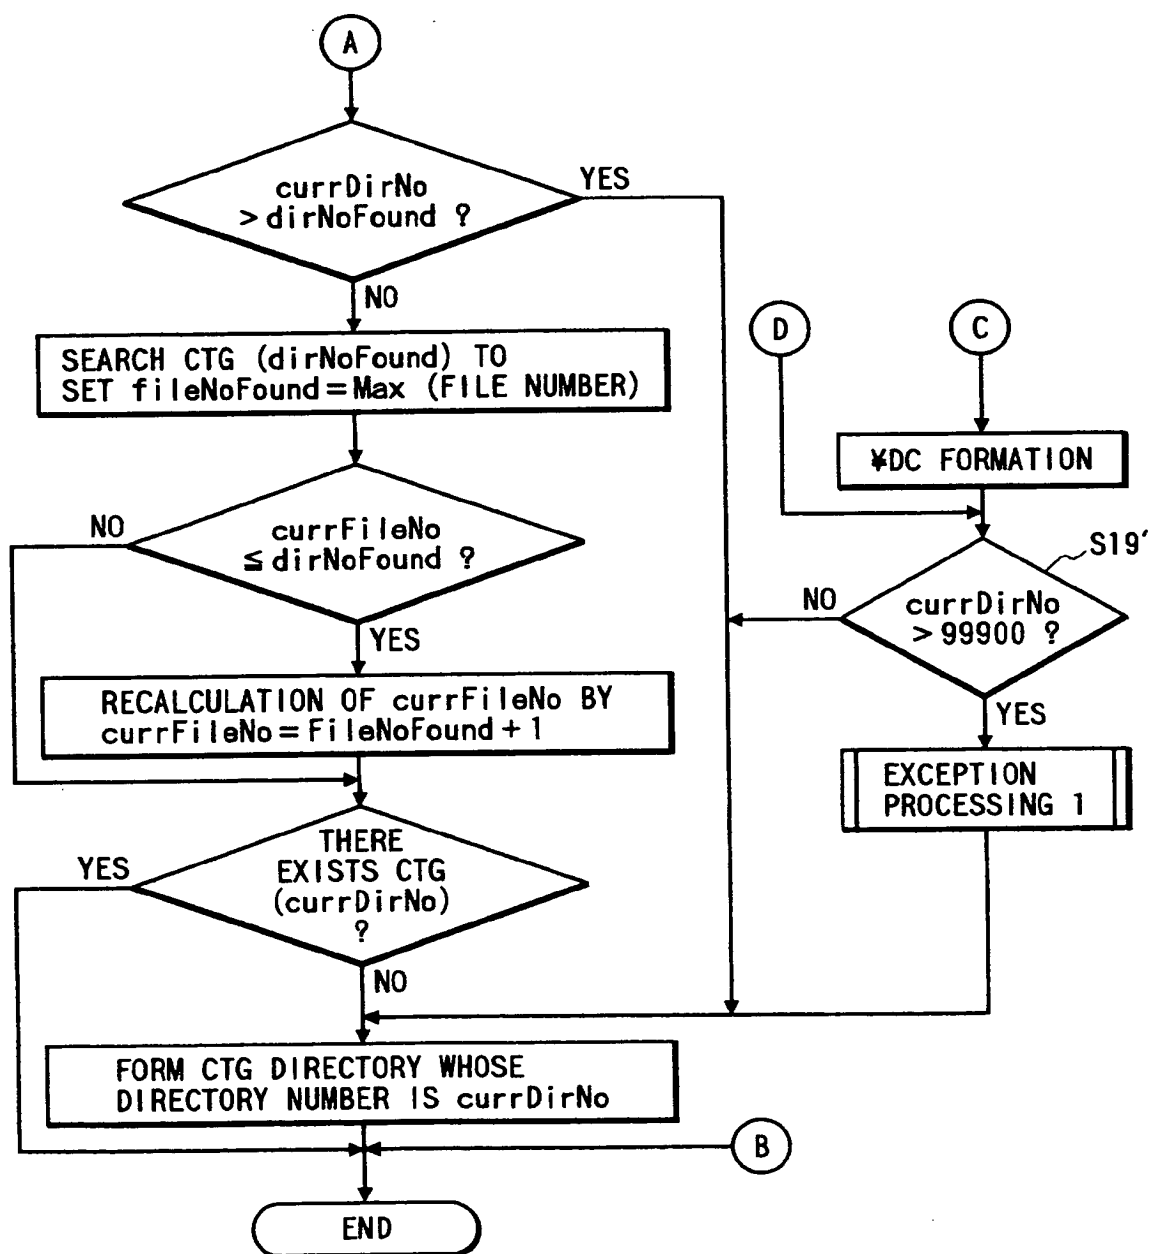 A
currDirNo
> dirNoFound ?
YES
NO
SEARCH CTG (dirNoFound) TO
SET fileNoFound = Max (FILE NUMBER)
D
C
¥DC FORMATION
NO
currFileNo
≦ dirNoFound ?
YES
S19'
NO
currDirNo
> 99900 ?
YES
RECALCULATION OF currFileNo BY
currFileNo = FileNoFound + 1
EXCEPTION
PROCESSING 1
YES
THERE
EXISTS CTG
(currDirNo)
?
NO
FORM CTG DIRECTORY WHOSE
DIRECTORY NUMBER IS currDirNo
B
END